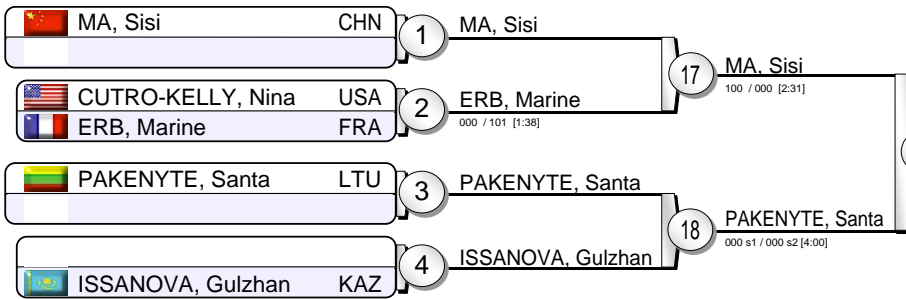 MA, Sisi CHN
1
MA, Sisi
CUTRO-KELLY, Nina USA
ERB, Marine FRA
2
ERB, Marine
000 / 101 [1:38]
17
MA, Sisi
100 / 000 [2:31]
PAKENYTE, Santa LTU
3
PAKENYTE, Santa
ISSANOVA, Gulzhan KAZ
4
ISSANOVA, Gulzhan
18
PAKENYTE, Santa
000 s1 / 000 s2 [4:00]